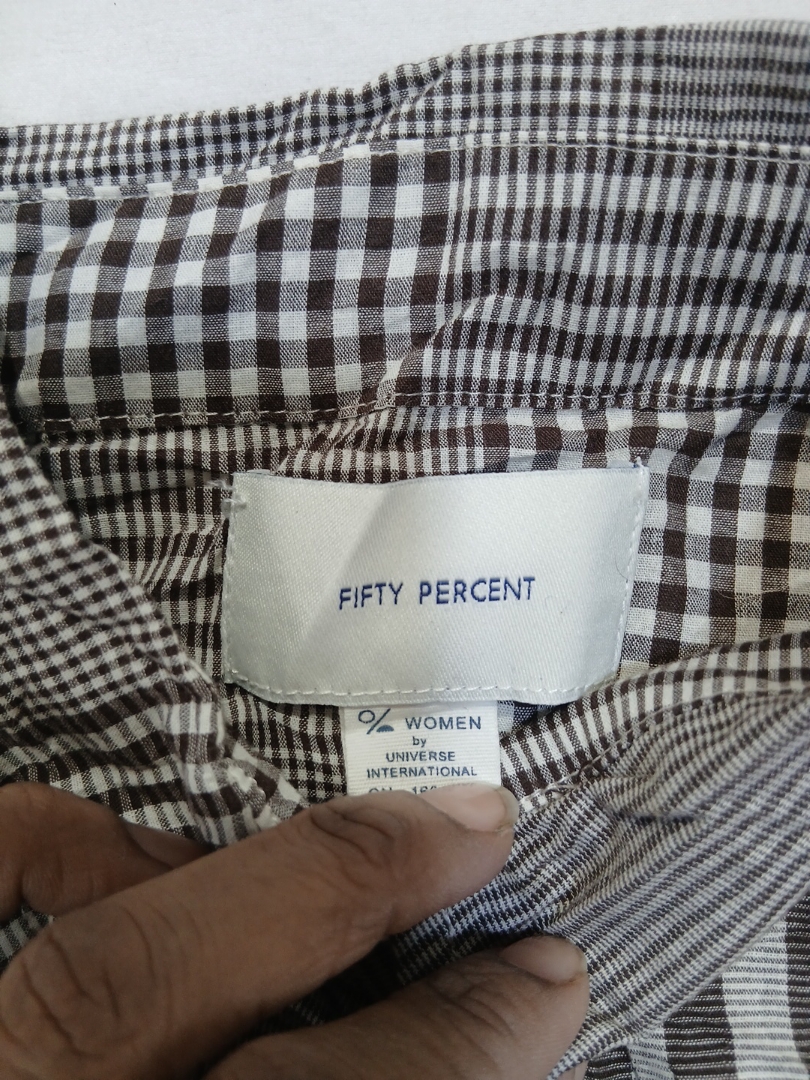 FIFTY PERCENT
% WOMEN
by
UNIVERSE
INTERNATIONAL